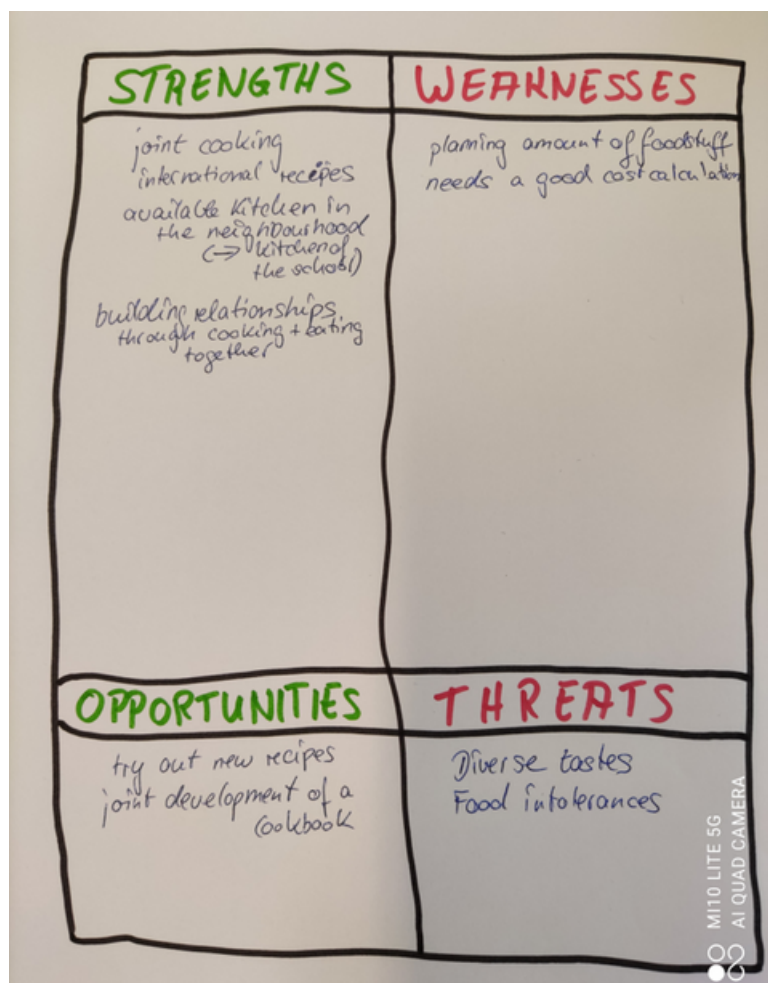 STRENGTHS
joint cooking
international recipes
available kitchen in
the neighbourhood
(→ kitchen of
the school)
building relationships
through cooking + eating
together
WEAKNESSES
planning amount of foodstuff
needs a good cost calculation
OPPORTUNITIES
try out new recipes
joint development of a
cookbook
THREATS
Diverse tastes
Food intolerances
MI10 LITE 5G
AI QUAD CAMERA